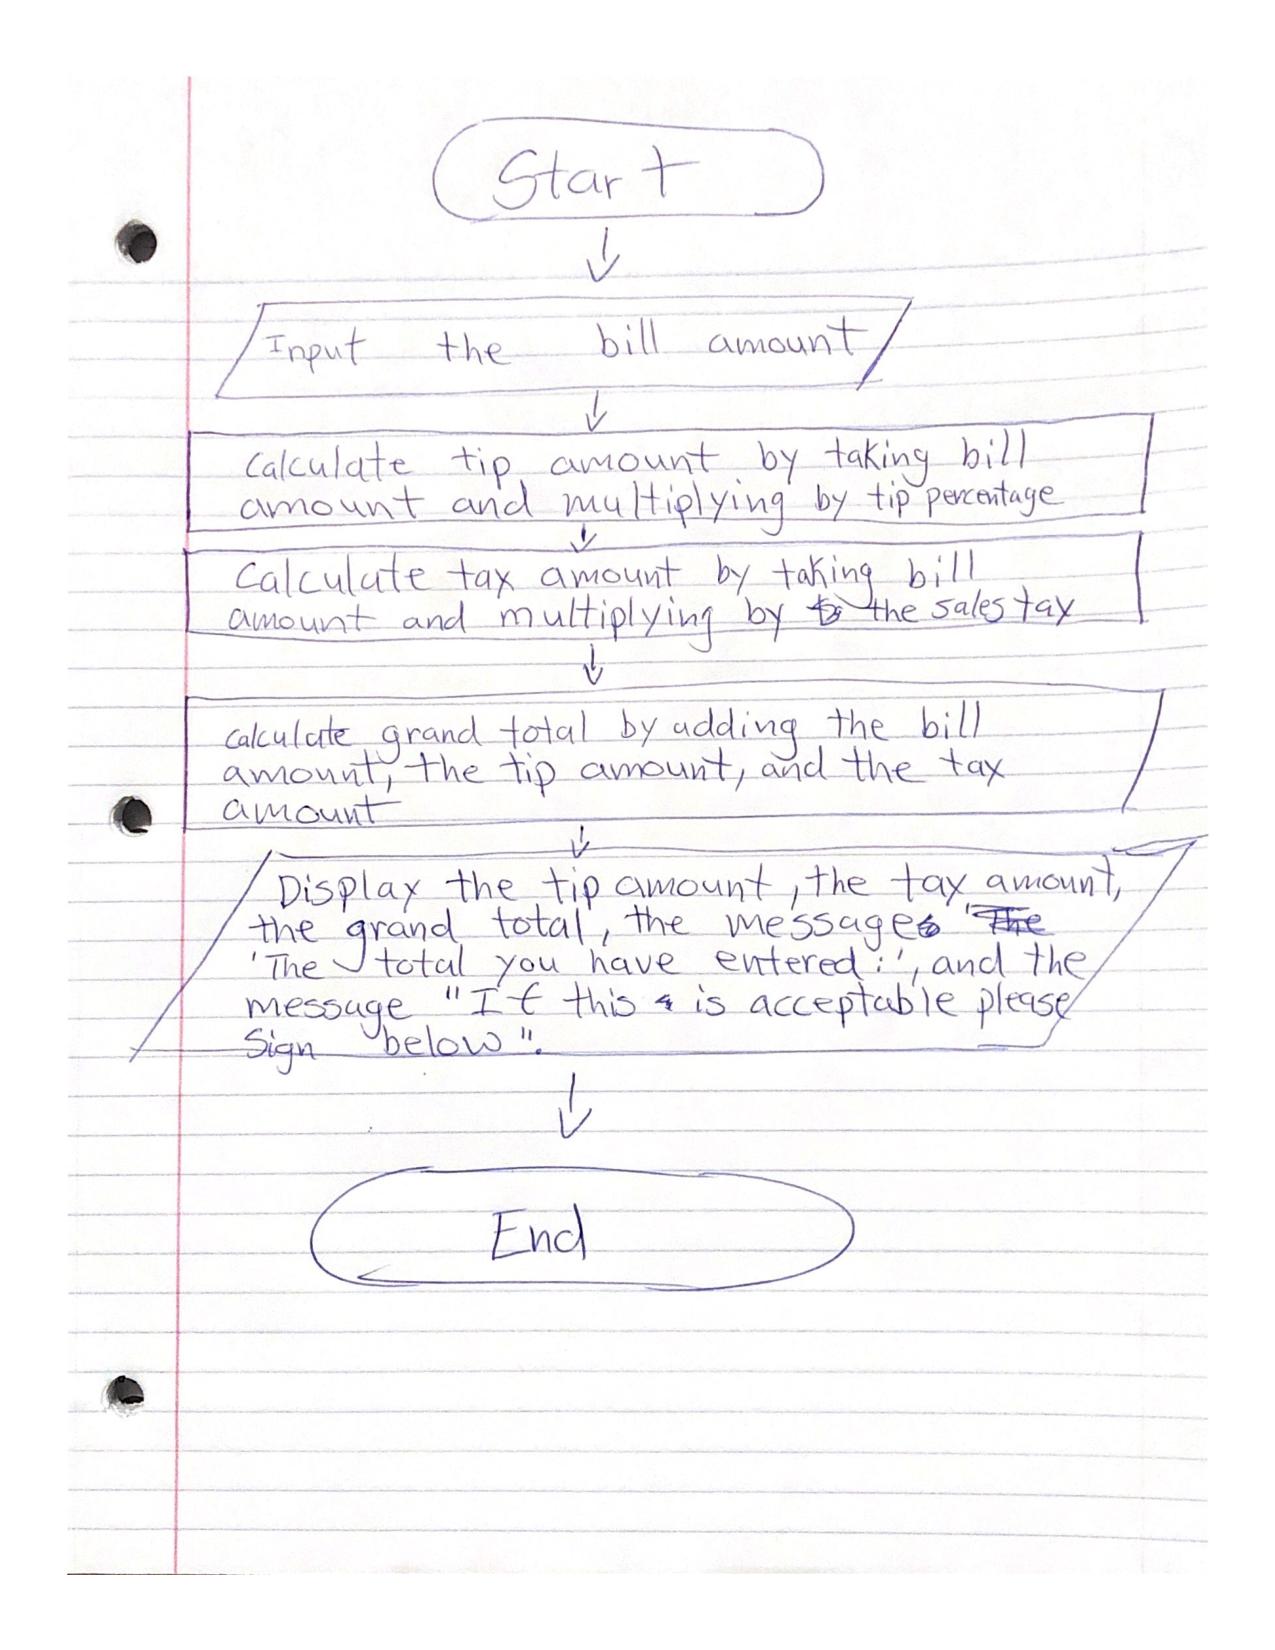 Start
Input the bill amount
Calculate tip amount by taking bill
amount and multiplying by tip percentage
Calculate tax amount by taking bill
amount and multiplying by the sales tax
calculate grand total by adding the bill
amount, the tip amount, and the tax
amount
Display the tip amount, the tax amount,
the grand total, the message "The
'The total you have entered:', and the
message "If this is acceptable please
Sign below".
End